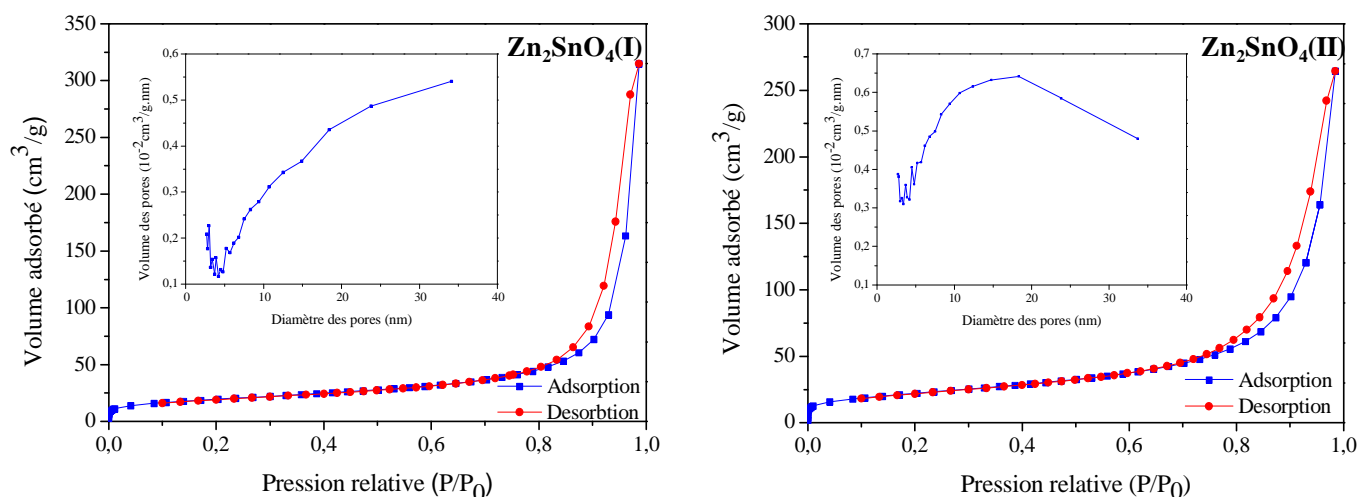 Zn₂SnO₄(I)
350
300
250
200
150
100
50
0
0,0 0,2 0,4 0,6 0,8 1,0
Volume adsorbé (cm³/g)
Pression relative (P/P₀)
Adsorption
Desorbtion
0,6
0,5
0,4
0,3
0,2
0,1
0 10 20 30 40
Volume des pores (10⁻²cm³/g.nm)
Diamètre des pores (nm)
Zn₂SnO₄(II)
300
250
200
150
100
50
0
0,0 0,2 0,4 0,6 0,8 1,0
Volume adsorbé (cm³/g)
Pression relative (P/P₀)
Adsorption
Desorption
0,7
0,6
0,5
0,4
0,3
0,2
0,1
0 10 20 30 40
Volume des pores (10⁻²cm³/g.nm)
Diamètre des pores (nm)